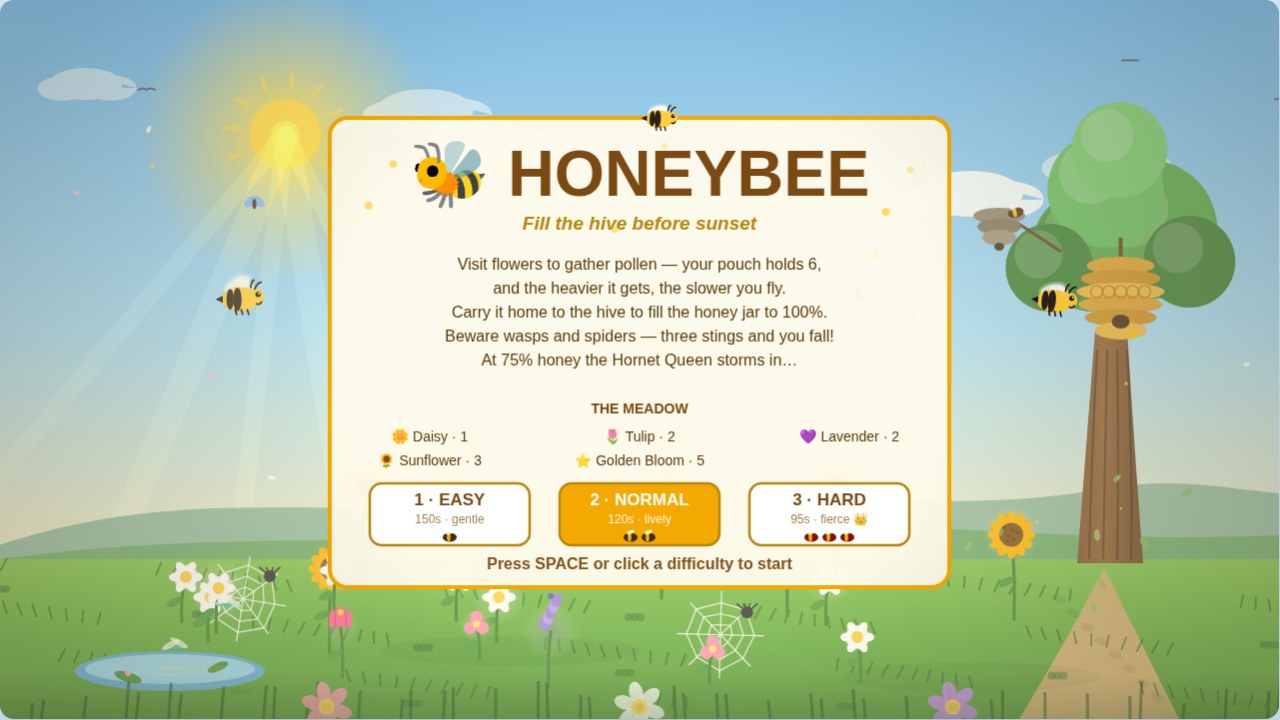 HONEYBEE
Fill the hive before sunset
Visit flowers to gather pollen — your pouch holds 6,
and the heavier it gets, the slower you fly.
Carry it home to the hive to fill the honey jar to 100%.
Beware wasps and spiders — three stings and you fall!
At 75% honey the Hornet Queen storms in…
THE MEADOW
Daisy · 1
Tulip · 2
Lavender · 2
Sunflower · 3
Golden Bloom · 5
1 · EASY
150s · gentle
2 · NORMAL
120s · lively
3 · HARD
95s · fierce
Press SPACE or click a difficulty to start